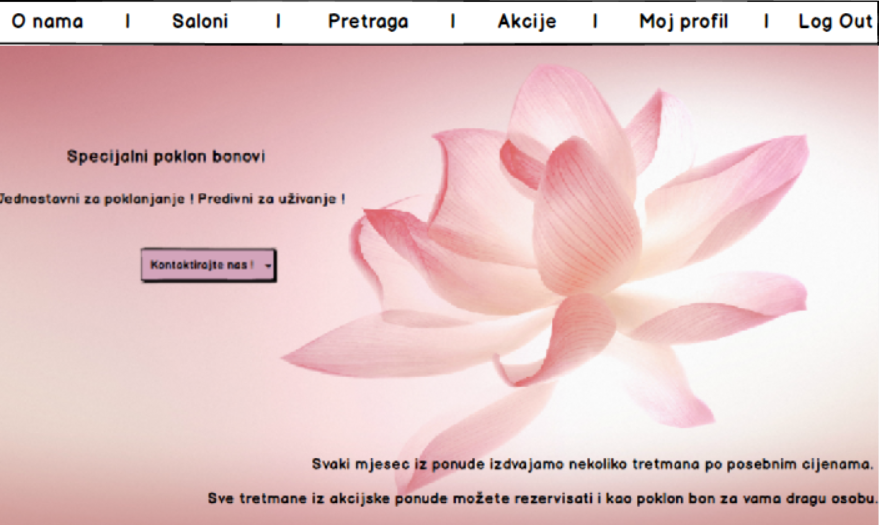 O nama | Saloni | Pretraga | Akcije | Moj profil | Log Out
Specijalni poklon bonovi
Jednostavni za poklanjanje ! Predivni za uživanje !
Kontaktirajte nas !
Svaki mjesec iz ponude izdvajamo nekoliko tretmana po posebnim cijenama.
Sve tretmane iz akcijske ponude možete rezervisati i kao poklon bon za vama dragu osobu.